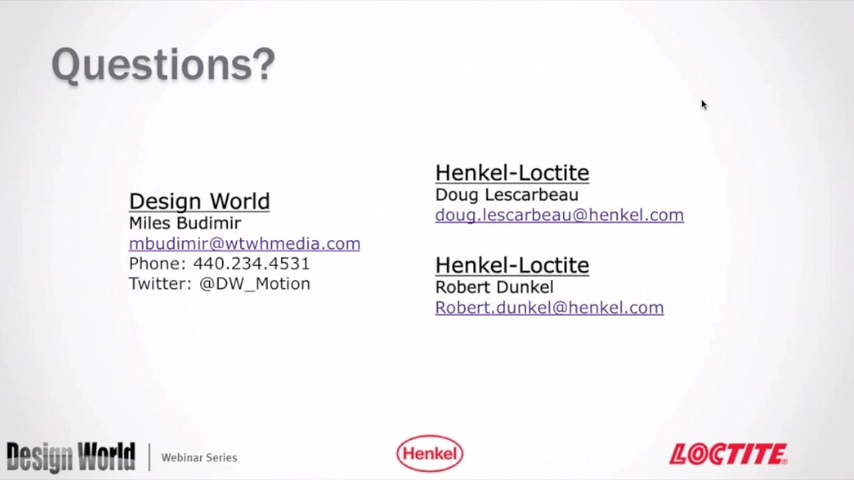 Questions?
Design World
Miles Budimir
mbudimir@wtwhmedia.com
Phone: 440.234.4531
Twitter: @DW_Motion
Henkel-Loctite
Doug Lescarbeau
doug.lescarbeau@henkel.com
Henkel-Loctite
Robert Dunkel
Robert.dunkel@henkel.com
Design World
Webinar Series
Henkel
LOCTITE®